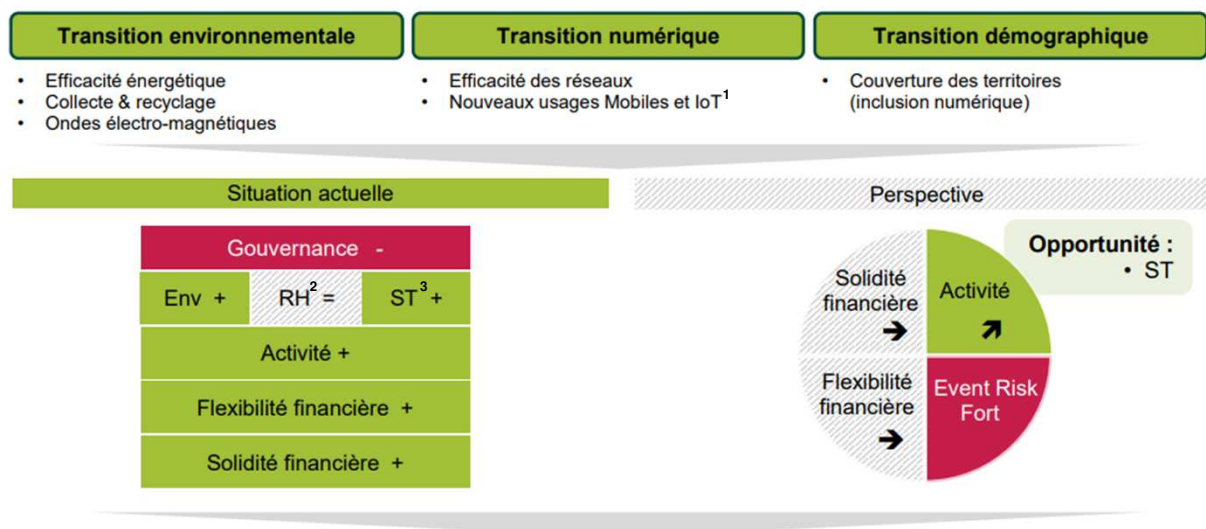 Transition environnementale
Transition numérique
Transition démographique
• Efficacité énergétique
• Collecte & recyclage
• Ondes électro-magnétiques
• Efficacité des réseaux
• Nouveaux usages Mobiles et IoT¹
• Couverture des territoires
(inclusion numérique)
Situation actuelle
Perspective
Gouvernance -
Env +
RH² =
ST³ +
Activité +
Flexibilité financière +
Solidité financière +
Solidité
financière
➔
Activité
⬈
Flexibilité
financière
➔
Event Risk
Fort
Opportunité :
• ST